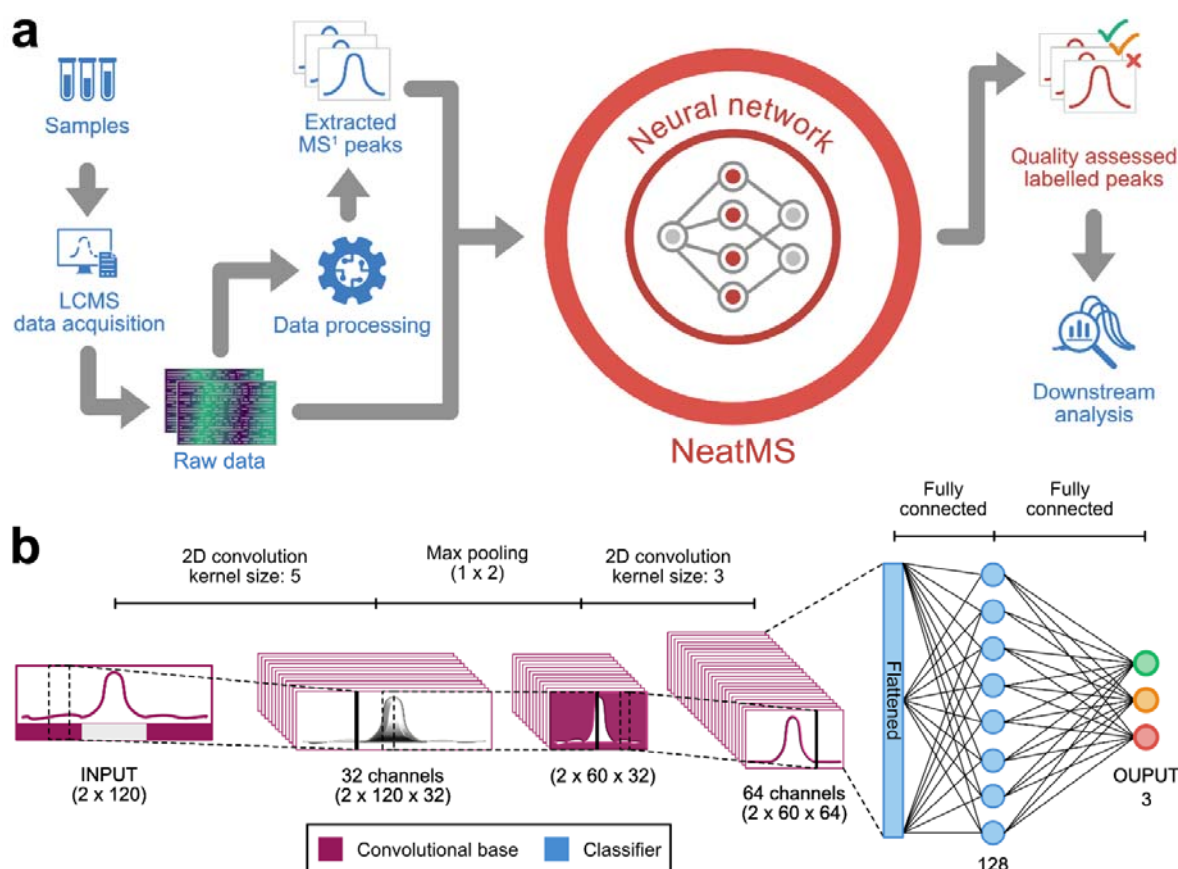 a
Samples
LCMS
data acquisition
Raw data
Data processing
Extracted
MS¹ peaks
Neural network
NeatMS
Quality assessed
labelled peaks
Downstream
analysis
b
2D convolution
kernel size: 5
Max pooling
(1 x 2)
2D convolution
kernel size: 3
Fully
connected
Fully
connected
INPUT
(2 x 120)
32 channels
(2 x 120 x 32)
(2 x 60 x 32)
64 channels
(2 x 60 x 64)
Flattened
128
OUPUT
3
Convolutional base
Classifier